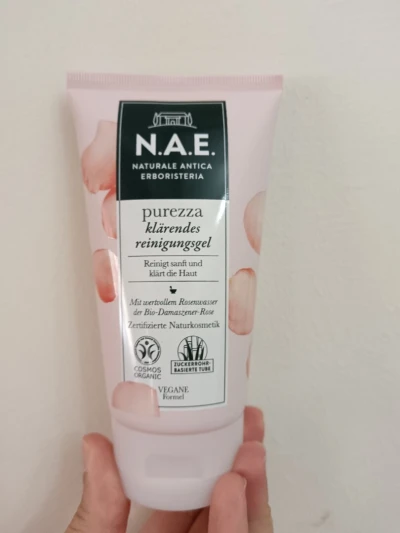 N.A.E.
NATURALE ANTICA
ERBORISTERIA
purezza
klärendes
reinigungsgel
Reinigt sanft und
klärt die Haut
Mit wertvollem Rosenwasser
der Bio-Damaszener-Rose
Zertifizierte Naturkosmetik
COSMOS
ORGANIC
ZUCKERROHR-
BASIERTE TUBE
VEGANE
Formel